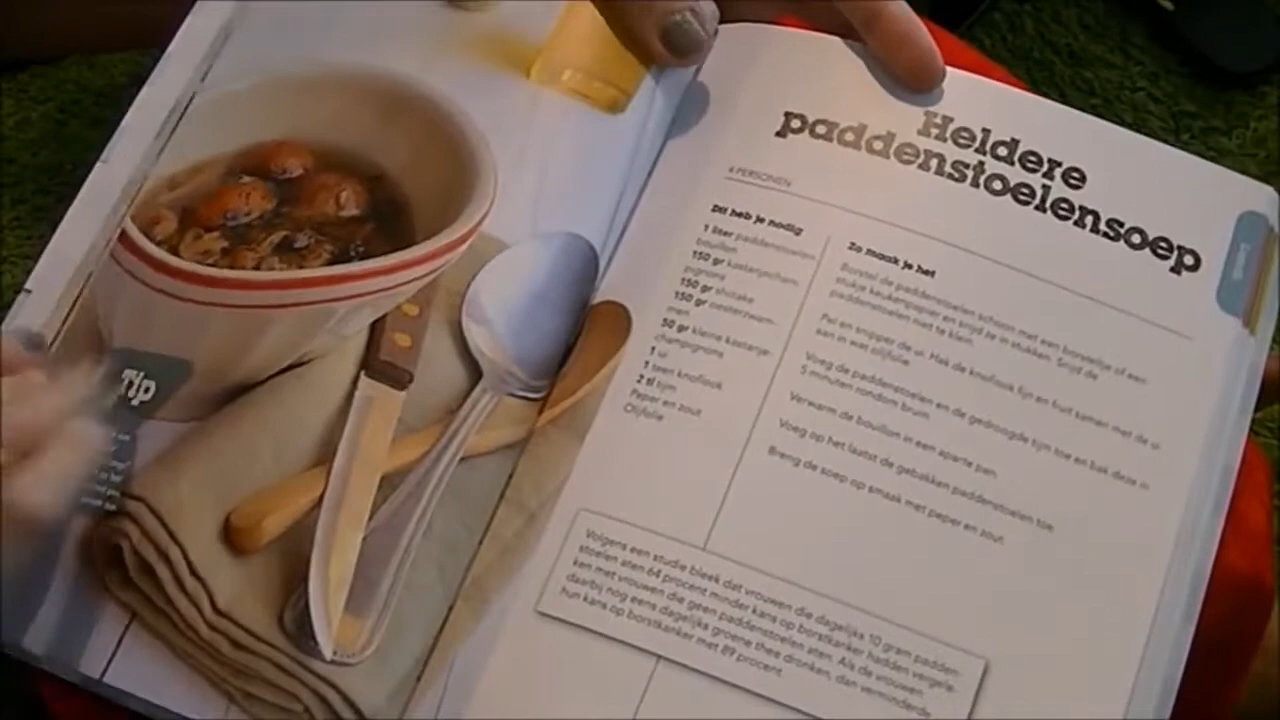 Tip
Heldere
paddenstoelensoep
4 PERSONEN
Dit heb je nodig
1 liter paddenstoelen
bouillon
150 gr kastanjecham-
pignons
150 gr shiitake
150 gr oesterzwam-
men
50 gr kleine kastanje-
champignons
1 ui
1 teen knoflook
2 tl tijm
Peper en zout
Olijfolie
Zo maak je het
Borstel de paddenstoelen schoon met een borsteltje of een
stukje keukenpapier en snijd ze in stukken. Snijd de
paddenstoelen niet te klein.
Pel en snipper de ui. Hak de knoflook fijn en fruit samen met de ui
aan in wat olijfolie.
Voeg de paddenstoelen en de gedroogde tijm toe en bak deze in
5 minuten rondom bruin.
Verwarm de bouillon in een aparte pan.
Voeg op het laatst de gebakken paddenstoelen toe.
Breng de soep op smaak met peper en zout.
Volgens een studie bleek dat vrouwen die dagelijks 10 gram padden-
stoelen aten 64 procent minder kans op borstkanker hadden vergele-
ken met vrouwen die geen paddenstoelen aten. Als de vrouwen
daarbij nog eens dagelijks groene thee dronken, dan verminderde
hun kans op borstkanker met 89 procent.